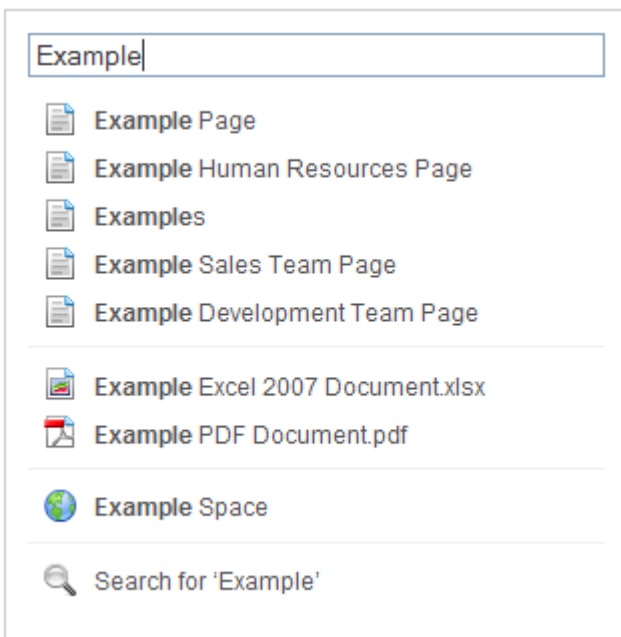 Example
Example Page
Example Human Resources Page
Examples
Example Sales Team Page
Example Development Team Page
Example Excel 2007 Document.xlsx
Example PDF Document.pdf
Example Space
Search for ‘Example’